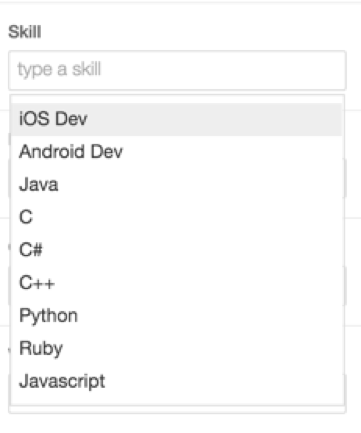 Skill
type a skill
iOS Dev
Android Dev
Java
C
C#
C++
Python
Ruby
Javascript